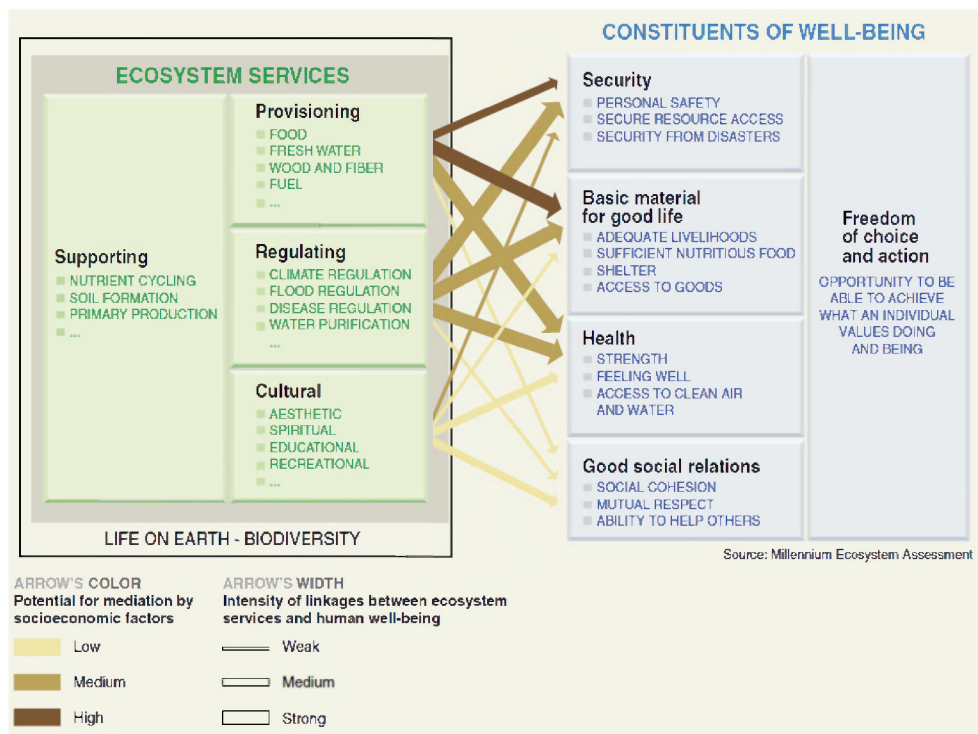 CONSTITUENTS OF WELL-BEING
ECOSYSTEM SERVICES
Supporting
NUTRIENT CYCLING
SOIL FORMATION
PRIMARY PRODUCTION
...
Provisioning
FOOD
FRESH WATER
WOOD AND FIBER
FUEL
...
Regulating
CLIMATE REGULATION
FLOOD REGULATION
DISEASE REGULATION
WATER PURIFICATION
...
Cultural
AESTHETIC
SPIRITUAL
EDUCATIONAL
RECREATIONAL
...
LIFE ON EARTH - BIODIVERSITY
Security
PERSONAL SAFETY
SECURE RESOURCE ACCESS
SECURITY FROM DISASTERS
Basic material
for good life
ADEQUATE LIVELIHOODS
SUFFICIENT NUTRITIOUS FOOD
SHELTER
ACCESS TO GOODS
Health
STRENGTH
FEELING WELL
ACCESS TO CLEAN AIR
AND WATER
Good social relations
SOCIAL COHESION
MUTUAL RESPECT
ABILITY TO HELP OTHERS
Freedom
of choice
and action
OPPORTUNITY TO BE
ABLE TO ACHIEVE
WHAT AN INDIVIDUAL
VALUES DOING
AND BEING
Source: Millennium Ecosystem Assessment
ARROW'S COLOR
Potential for mediation by
socioeconomic factors
Low
Medium
High
ARROW'S WIDTH
Intensity of linkages between ecosystem
services and human well-being
Weak
Medium
Strong